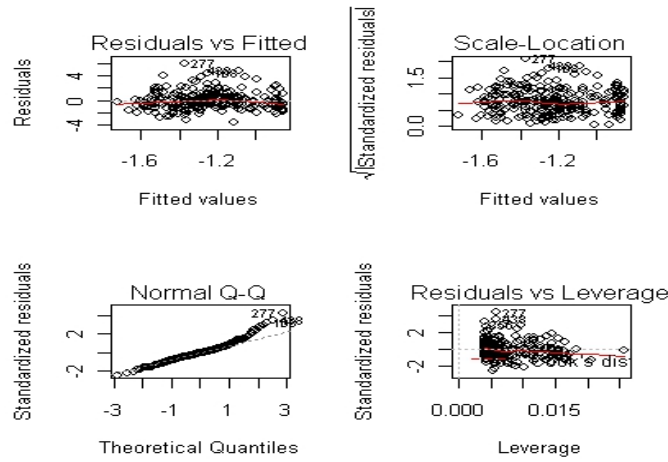 Residuals vs Fitted
277
Residuals
-4 0 4
-1.6 -1.2
Fitted values
Scale-Location
277
√|Standardized residuals|
0.0 1.5
-1.6 -1.2
Fitted values
Normal Q-Q
277
Standardized residuals
-2 2
-3 -1 1 3
Theoretical Quantiles
Residuals vs Leverage
277
Standardized residuals
-2 2
0.000 0.015
Leverage